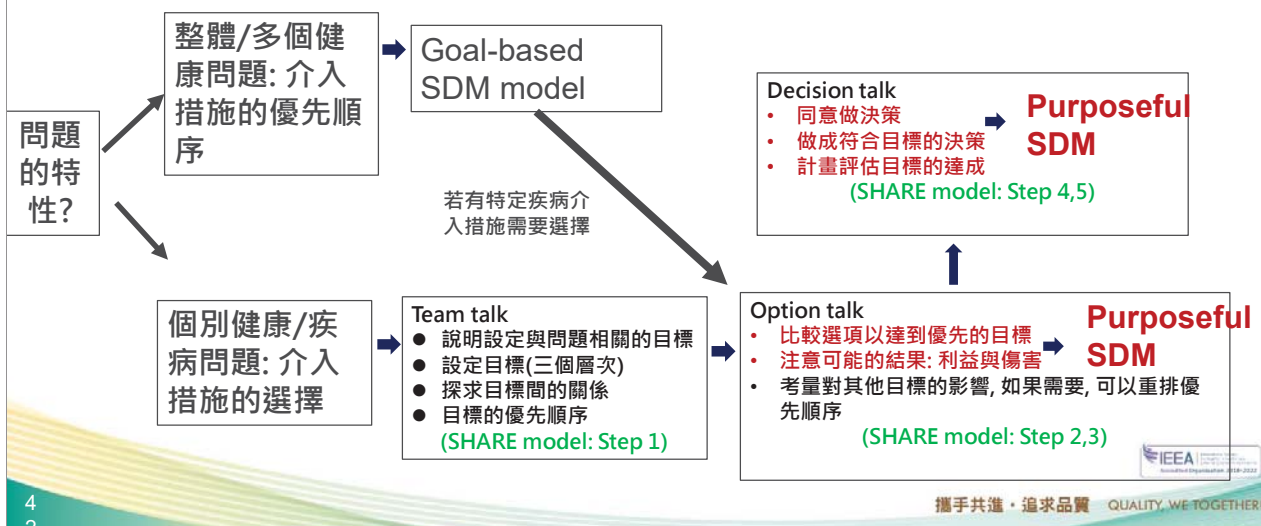 問題
的特
性?
整體/多個健
康問題: 介入
措施的優先順
序
Goal-based
SDM model
若有特定疾病介
入措施需要選擇
個別健康/疾
病問題: 介入
措施的選擇
Team talk
● 說明設定與問題相關的目標
● 設定目標(三個層次)
● 探求目標間的關係
● 目標的優先順序
(SHARE model: Step 1)
Option talk
• 比較選項以達到優先的目標
• 注意可能的結果: 利益與傷害
• 考量對其他目標的影響, 如果需要, 可以重排優
先順序
(SHARE model: Step 2,3)
Purposeful
SDM
Decision talk
• 同意做決策
• 做成符合目標的決策
• 計畫評估目標的達成
(SHARE model: Step 4,5)
Purposeful
SDM
IEEA
攜手共進・追求品質 QUALITY, WE TOGETHER
4